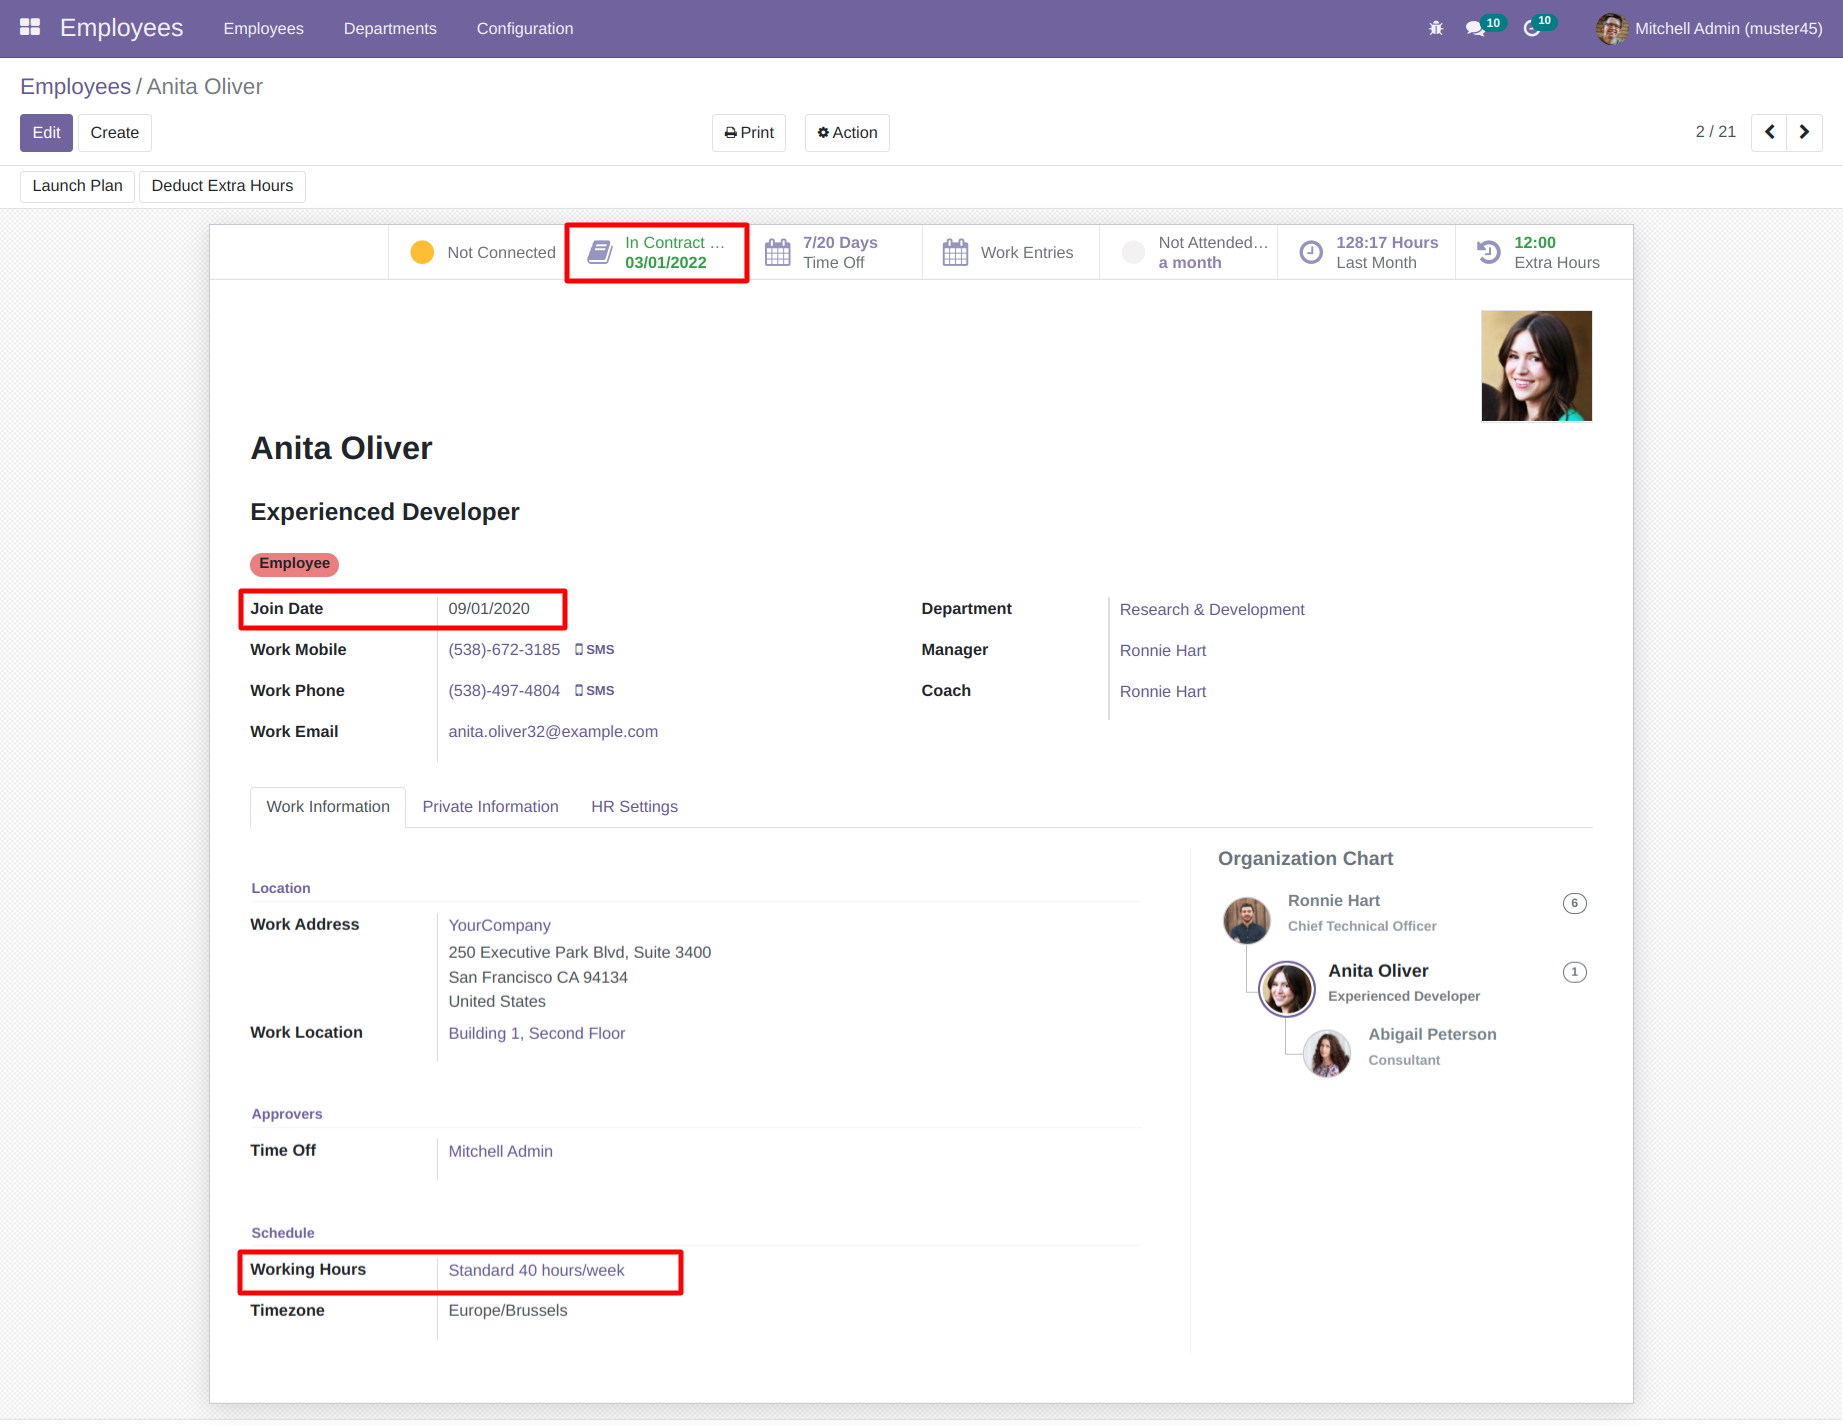 Employees Employees Departments Configuration 10 10 Mitchell Admin (muster45)
Employees / Anita Oliver
Edit Create Print Action 2 / 21
Launch Plan Deduct Extra Hours
Not Connected
In Contract ...
03/01/2022
7/20 Days
Time Off
Work Entries
Not Attended...
a month
128:17 Hours
Last Month
12:00
Extra Hours
Anita Oliver
Experienced Developer
Employee
Join Date 09/01/2020
Work Mobile (538)-672-3185 SMS
Work Phone (538)-497-4804 SMS
Work Email anita.oliver32@example.com
Department Research & Development
Manager Ronnie Hart
Coach Ronnie Hart
Work Information Private Information HR Settings
Location
Work Address YourCompany
250 Executive Park Blvd, Suite 3400
San Francisco CA 94134
United States
Work Location Building 1, Second Floor
Approvers
Time Off Mitchell Admin
Schedule
Working Hours Standard 40 hours/week
Timezone Europe/Brussels
Organization Chart
Ronnie Hart 6
Chief Technical Officer
Anita Oliver 1
Experienced Developer
Abigail Peterson
Consultant